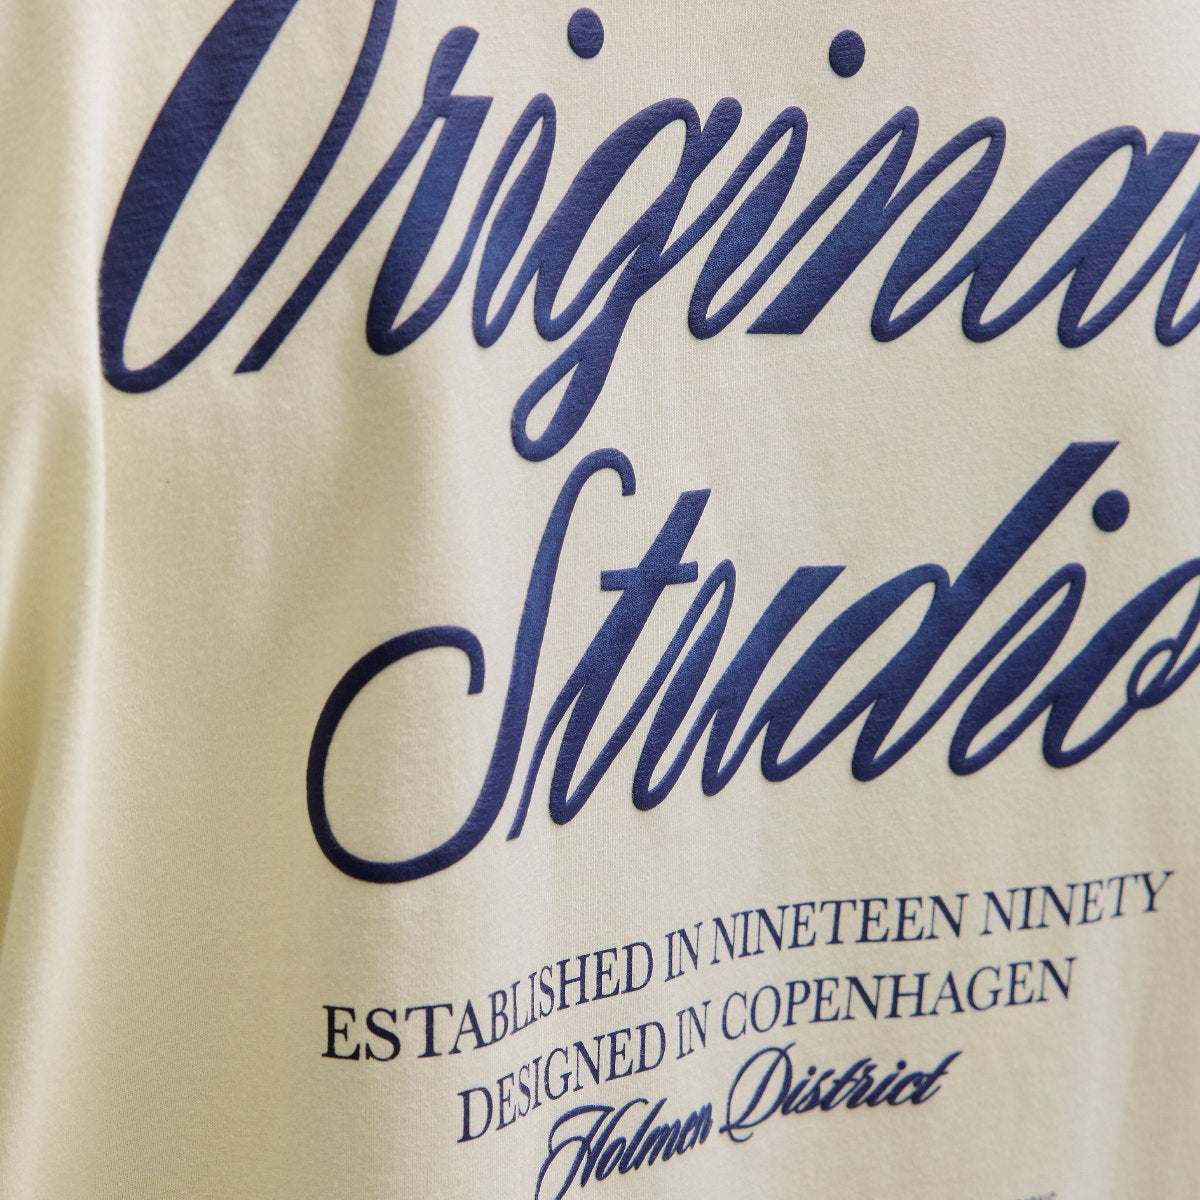 Original
Studio
ESTABLISHED IN NINETEEN NINETY
DESIGNED IN COPENHAGEN
Holmen District